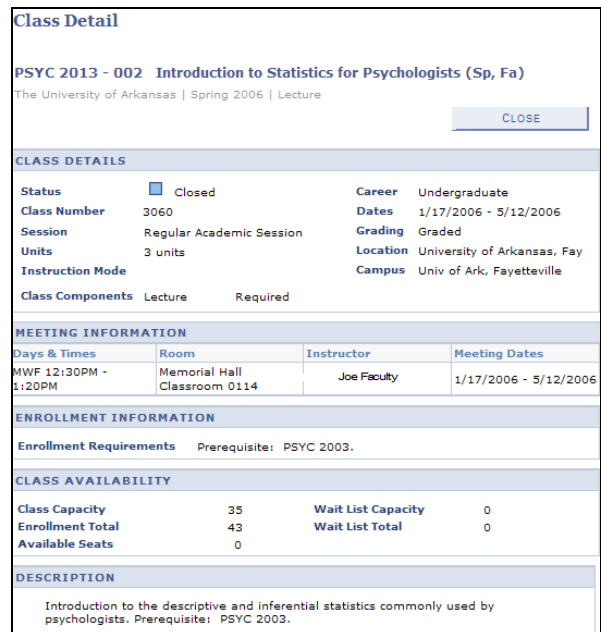 Class Detail
PSYC 2013 - 002 Introduction to Statistics for Psychologists (Sp, Fa)
The University of Arkansas | Spring 2006 | Lecture
CLOSE
CLASS DETAILS
Status Closed Career Undergraduate
Class Number 3060 Dates 1/17/2006 - 5/12/2006
Session Regular Academic Session Grading Graded
Units 3 units Location University of Arkansas, Fay
Instruction Mode Campus Univ of Ark, Fayetteville
Class Components Lecture Required
MEETING INFORMATION
Days & Times Room Instructor Meeting Dates
MWF 12:30PM - Memorial Hall Joe Faculty 1/17/2006 - 5/12/2006
1:20PM Classroom 0114
ENROLLMENT INFORMATION
Enrollment Requirements Prerequisite: PSYC 2003.
CLASS AVAILABILITY
Class Capacity 35 Wait List Capacity 0
Enrollment Total 43 Wait List Total 0
Available Seats 0
DESCRIPTION
Introduction to the descriptive and inferential statistics commonly used by
psychologists. Prerequisite: PSYC 2003.